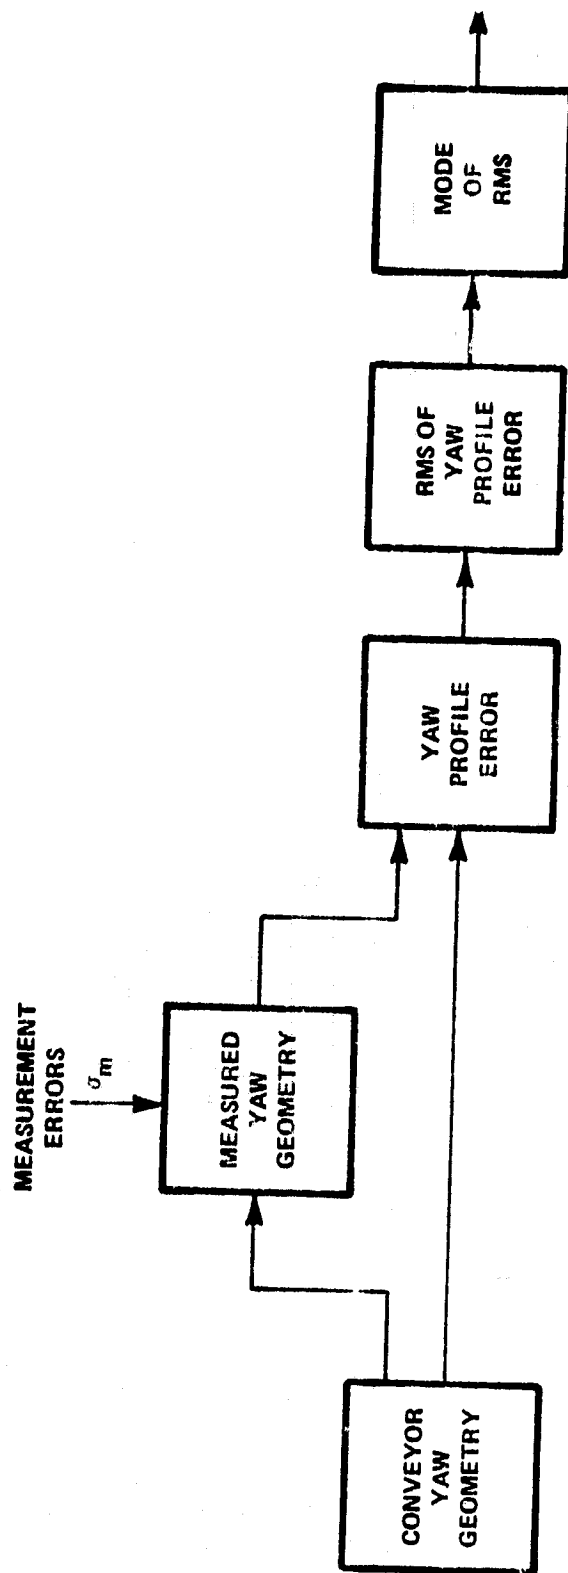 MEASUREMENT
ERRORS
σm
CONVEYOR
YAW
GEOMETRY
MEASURED
YAW
GEOMETRY
YAW
PROFILE
ERROR
RMS OF
YAW
PROFILE
ERROR
MODE
OF
RMS